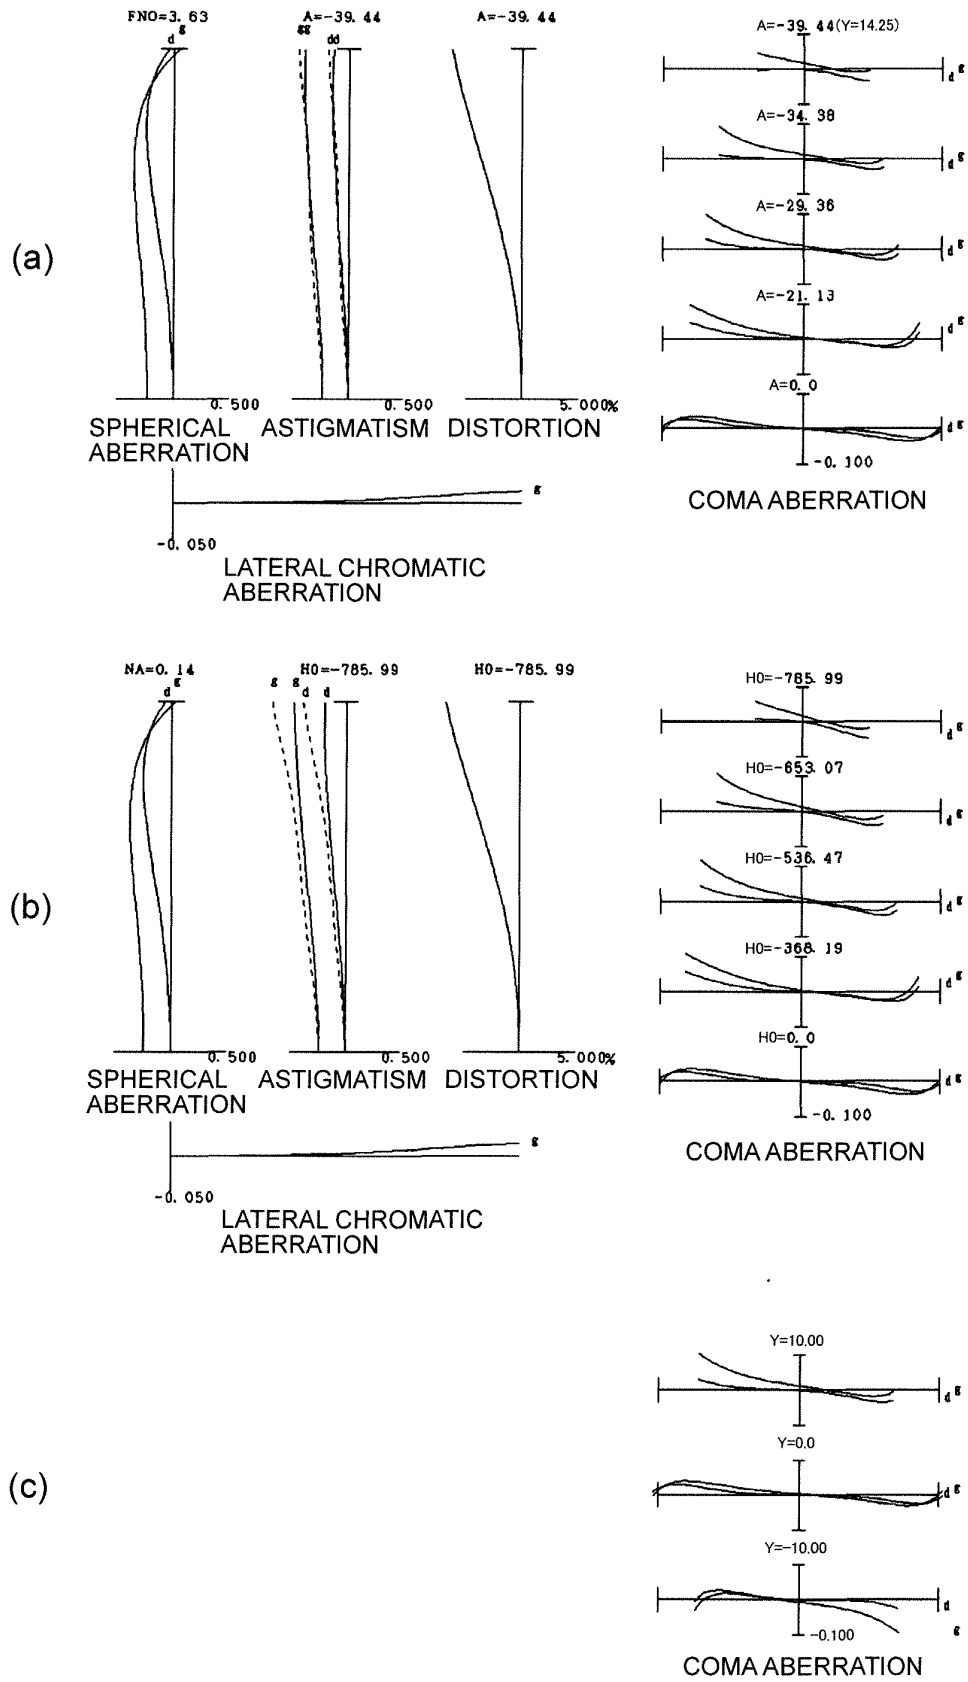 (a)
FNO=3.63
d g
A=-39.44
gg dd
A=-39.44
0.500
0.500
5.000%
SPHERICAL
ABERRATION
ASTIGMATISM
DISTORTION
g
-0.050
LATERAL CHROMATIC
ABERRATION
A=-39.44(Y=14.25)
d g
A=-34.38
d g
A=-29.36
d g
A=-21.13
d g
A=0.0
d g
-0.100
COMA ABERRATION
(b)
NA=0.14
d g
H0=-785.99
g g d d
H0=-785.99
0.500
0.500
5.000%
SPHERICAL
ABERRATION
ASTIGMATISM
DISTORTION
g
-0.050
LATERAL CHROMATIC
ABERRATION
H0=-785.99
d g
H0=-653.07
d g
H0=-536.47
d g
H0=-368.19
d g
H0=0.0
d g
-0.100
COMA ABERRATION
(c)
Y=10.00
d g
Y=0.0
d g
Y=-10.00
d
g
-0.100
COMA ABERRATION